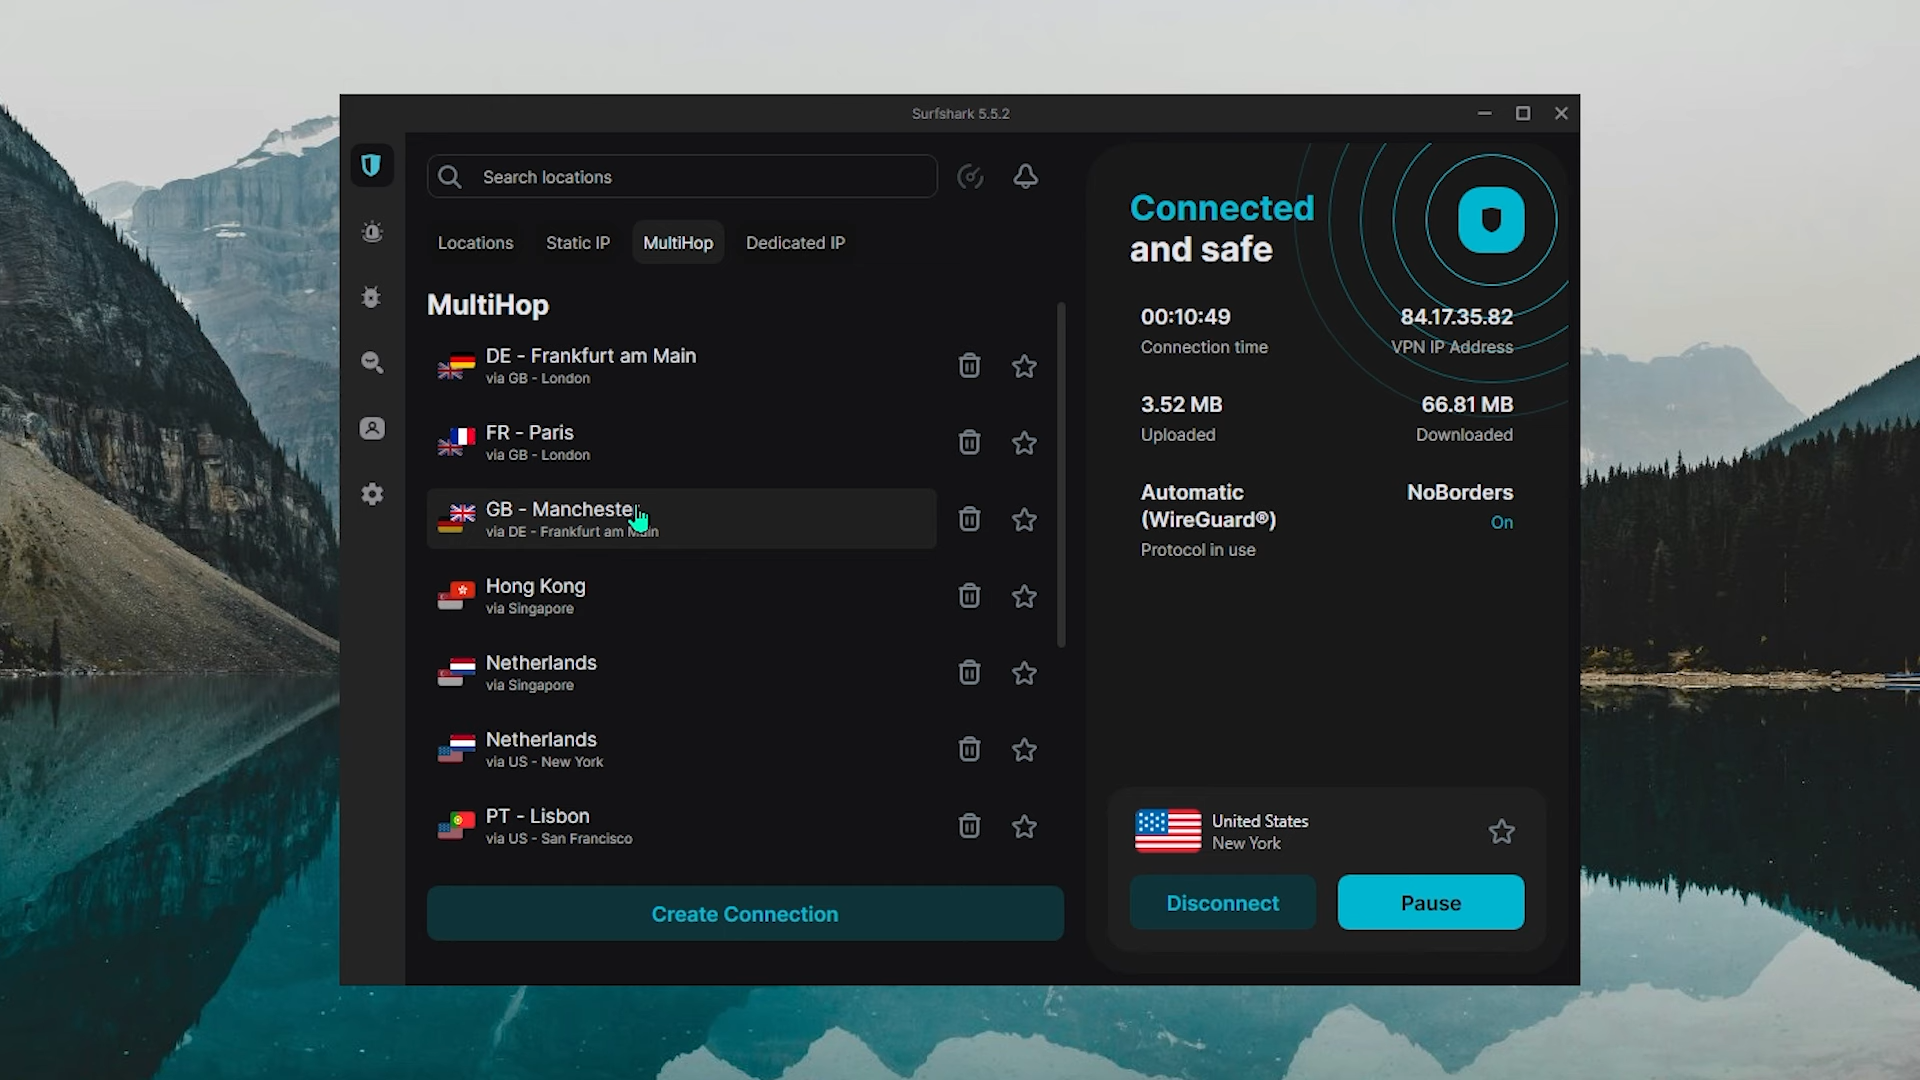 Surfshark 5.5.2
Search locations
Locations
Static IP
MultiHop
Dedicated IP
MultiHop
DE - Frankfurt am Main
via GB - London
FR - Paris
via GB - London
GB - Manchester
via DE - Frankfurt am Main
Hong Kong
via Singapore
Netherlands
via Singapore
Netherlands
via US - New York
PT - Lisbon
via US - San Francisco
Create Connection
Connected
and safe
00:10:49
Connection time
84.17.35.82
VPN IP Address
3.52 MB
Uploaded
66.81 MB
Downloaded
Automatic
(WireGuard®)
Protocol in use
NoBorders
On
United States
New York
Disconnect
Pause